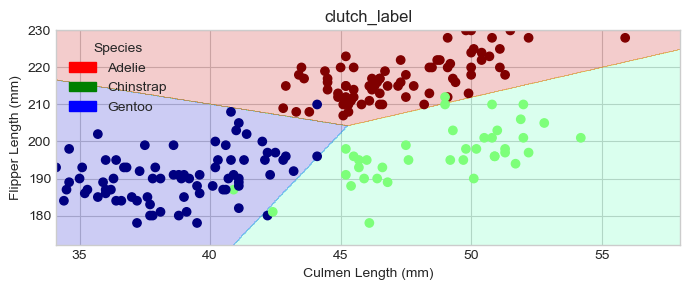 clutch_label
Species
Adelie
Chinstrap
Gentoo
Flipper Length (mm)
230
220
210
200
190
180
35
40
45
50
55
Culmen Length (mm)